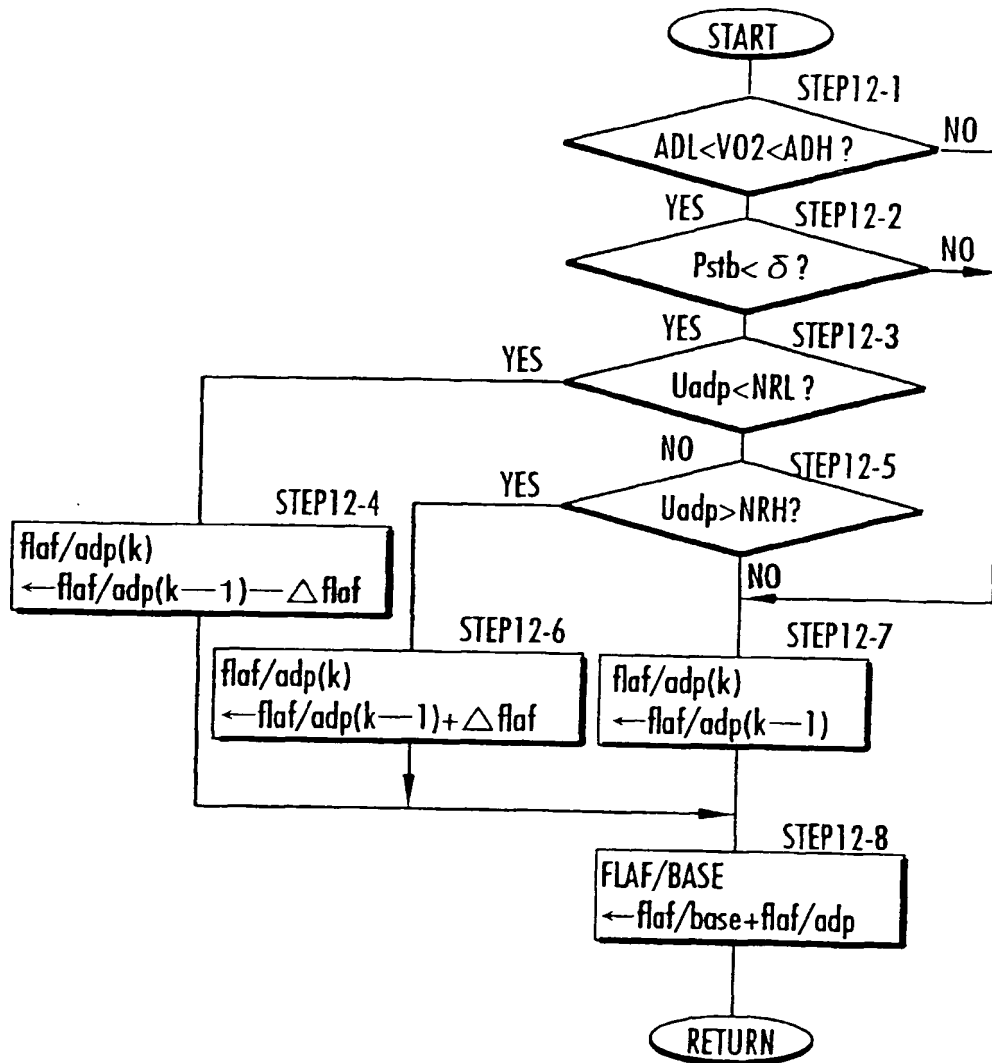 START
STEP12-1
ADL<VO2<ADH ?
NO
YES
STEP12-2
Pstb< δ ?
NO
YES
STEP12-3
YES
Uadp<NRL ?
NO
STEP12-5
YES
Uadp>NRH?
STEP12-4
flaf/adp(k)
←flaf/adp(k—1)—△flaf
NO
STEP12-6
flaf/adp(k)
←flaf/adp(k—1)+△flaf
STEP12-7
flaf/adp(k)
←flaf/adp(k—1)
STEP12-8
FLAF/BASE
←flaf/base+flaf/adp
RETURN